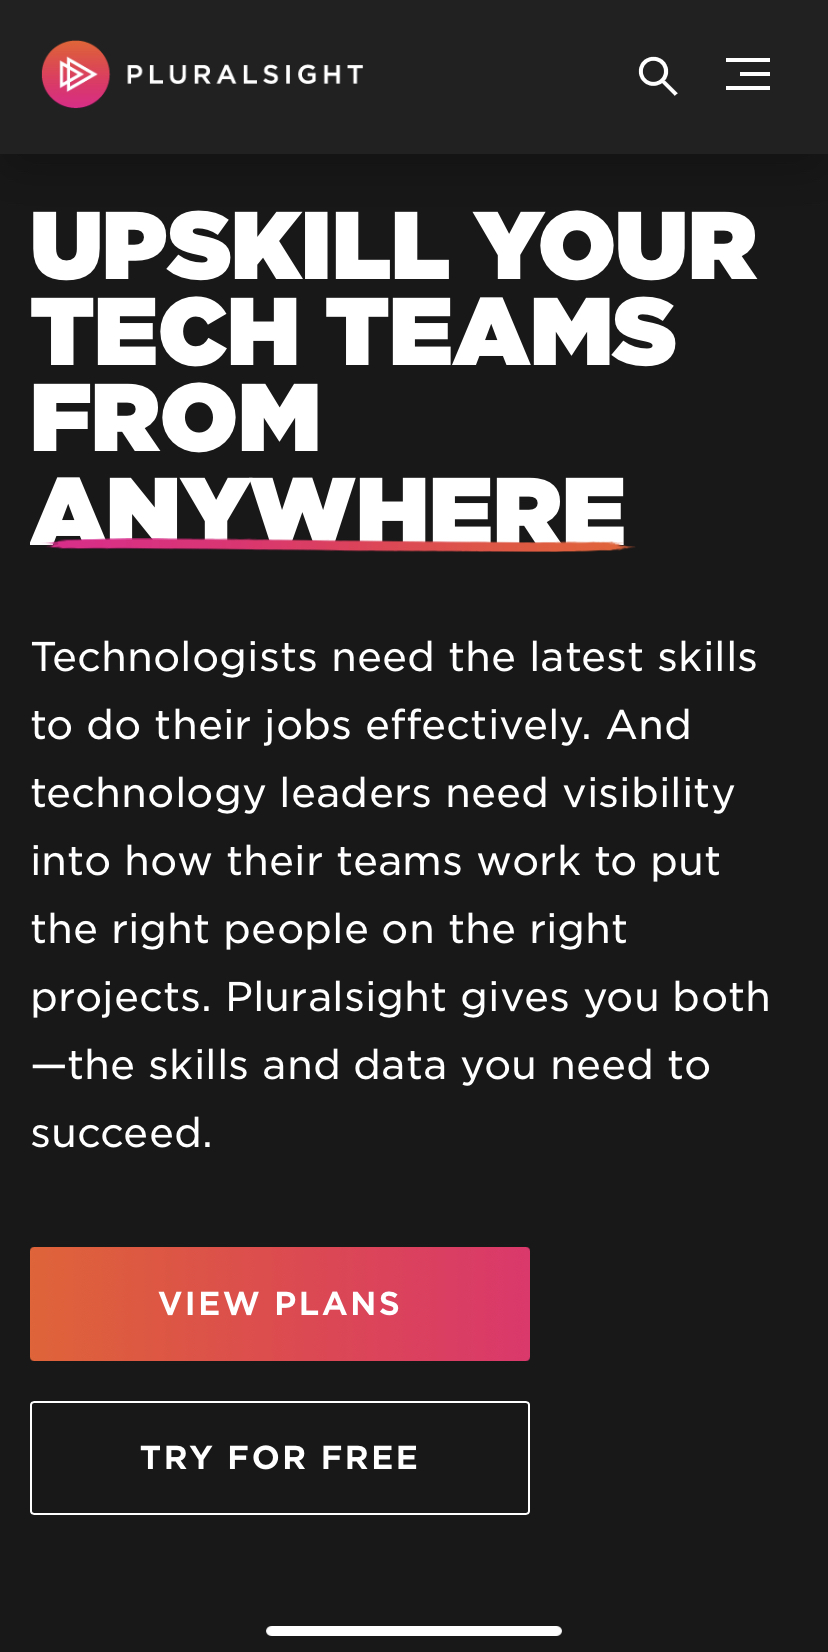 PLURALSIGHT
UPSKILL YOUR
TECH TEAMS
FROM
ANYWHERE
Technologists need the latest skills
to do their jobs effectively. And
technology leaders need visibility
into how their teams work to put
the right people on the right
projects. Pluralsight gives you both
—the skills and data you need to
succeed.
VIEW PLANS
TRY FOR FREE